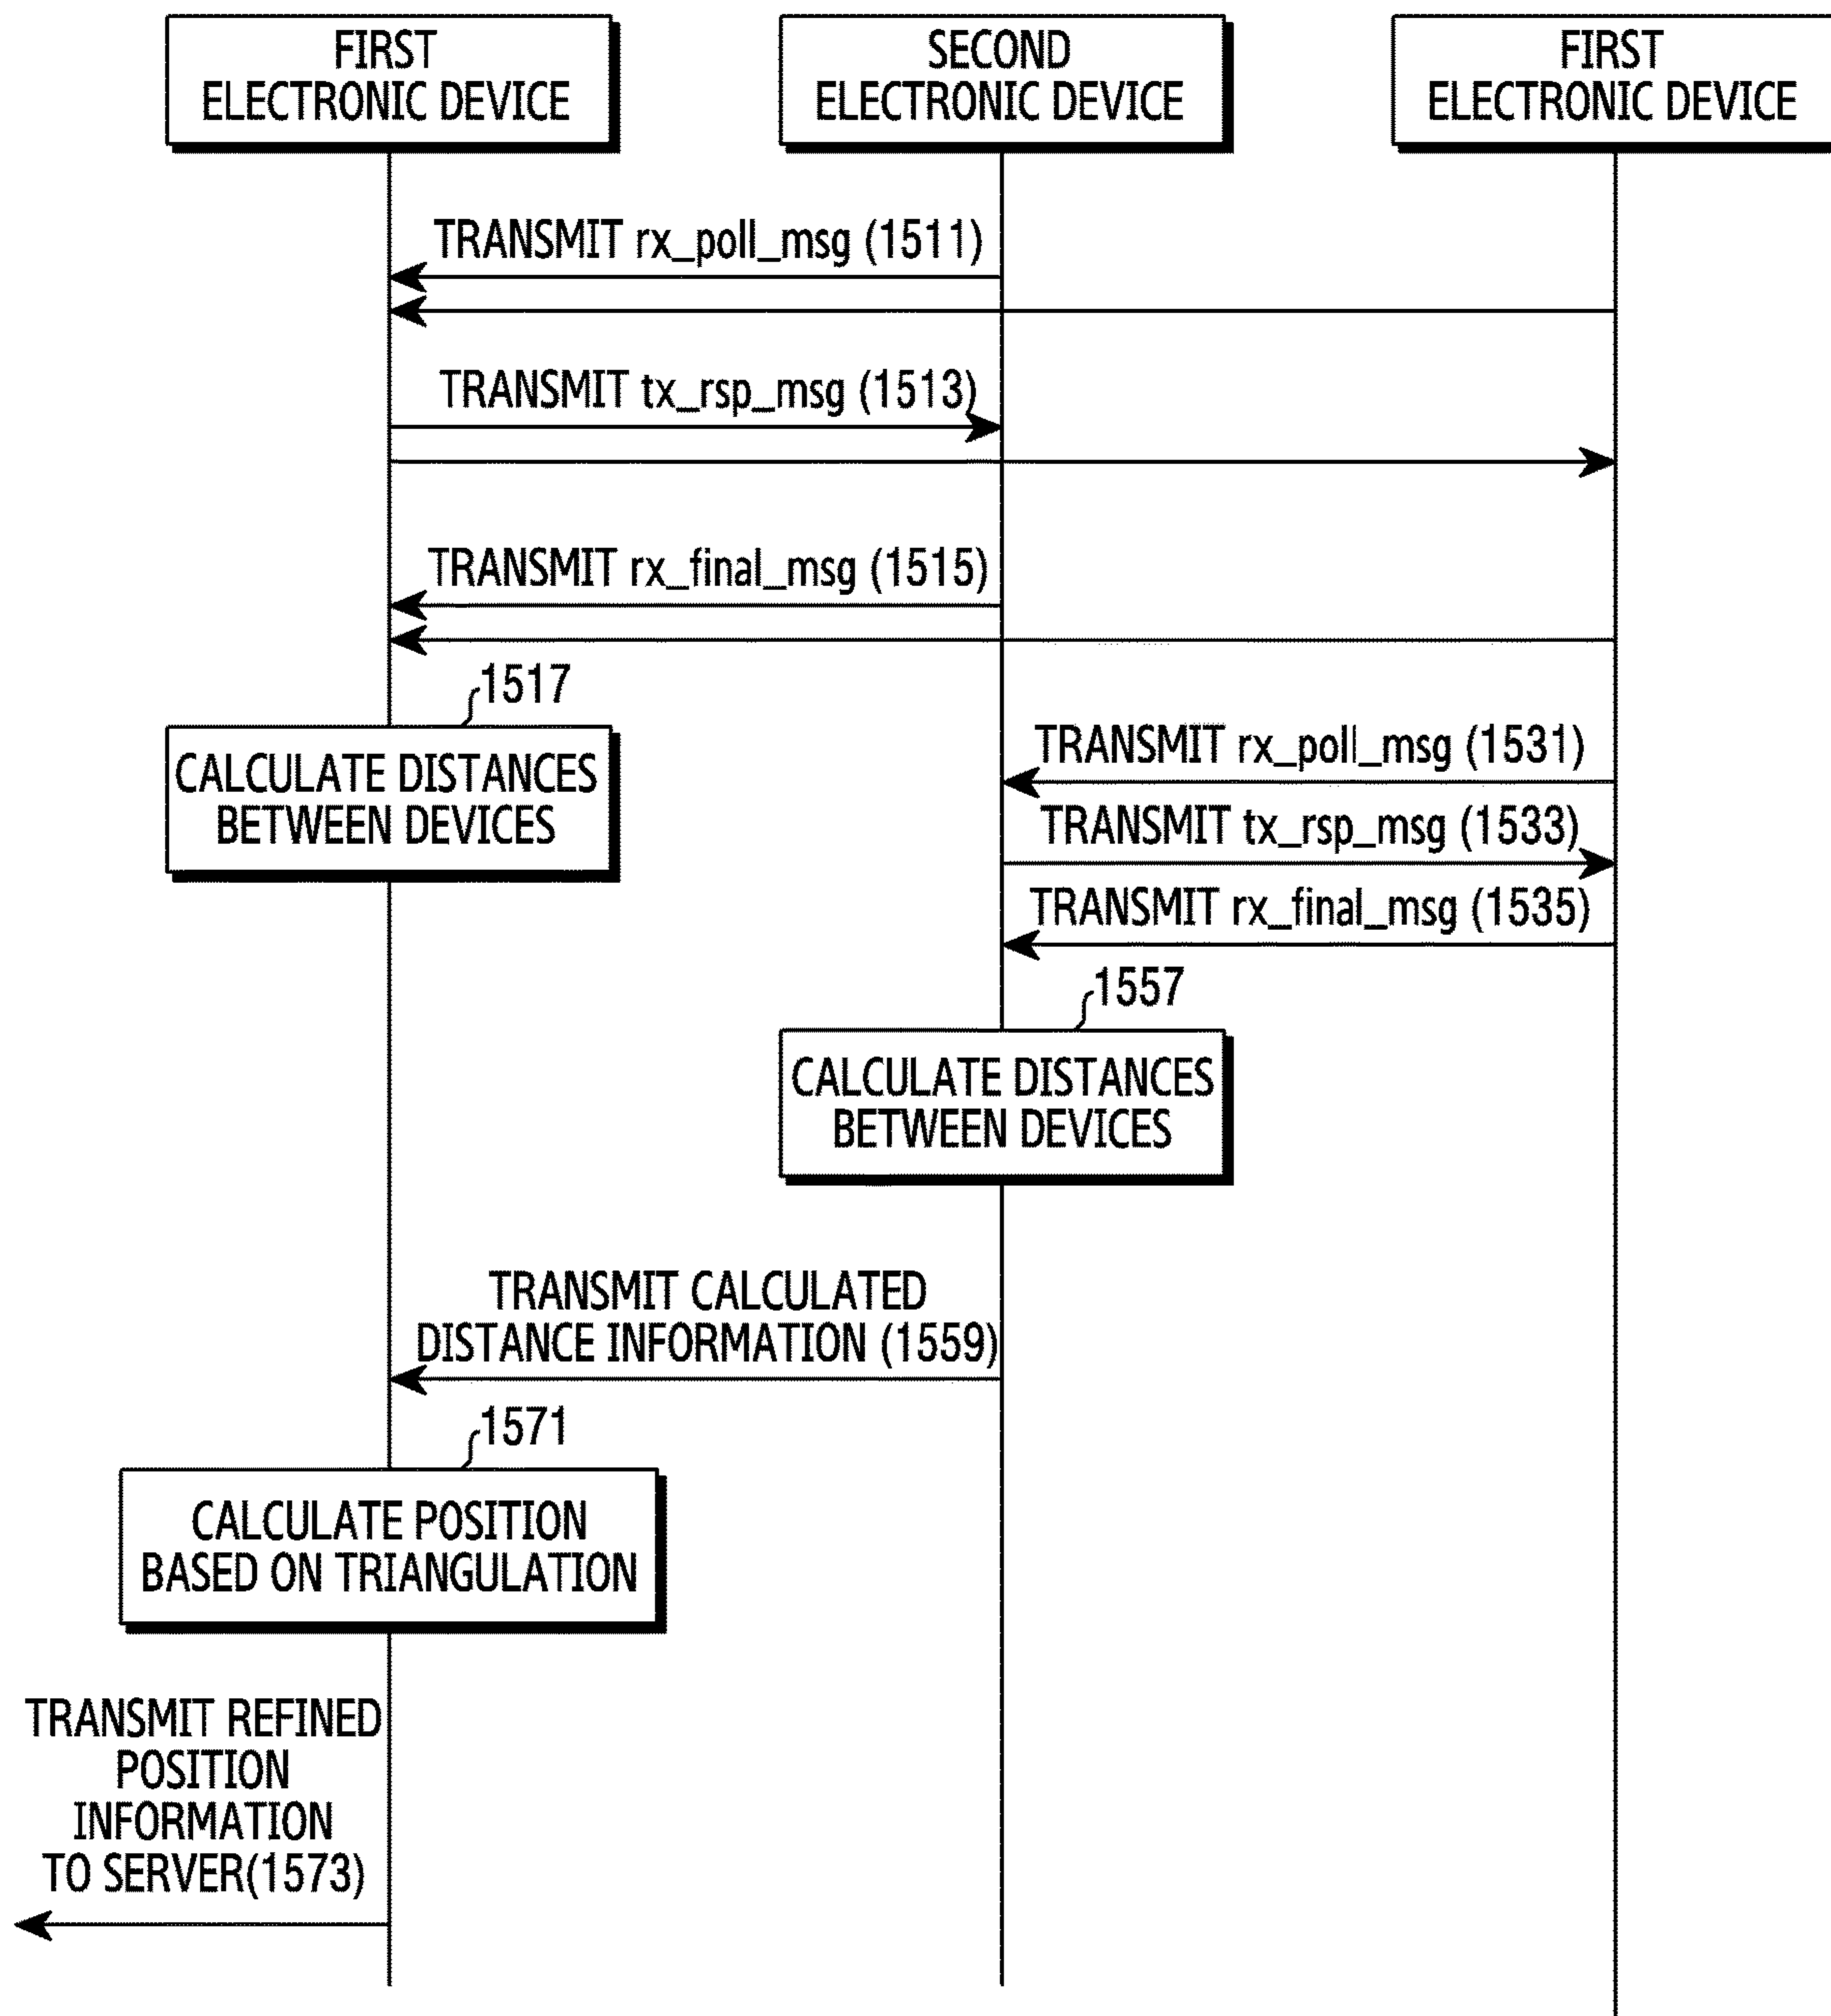 FIRST
ELECTRONIC DEVICE
SECOND
ELECTRONIC DEVICE
FIRST
ELECTRONIC DEVICE
TRANSMIT rx_poll_msg (1511)
TRANSMIT tx_rsp_msg (1513)
TRANSMIT rx_final_msg (1515)
1517
CALCULATE DISTANCES
BETWEEN DEVICES
TRANSMIT rx_poll_msg (1531)
TRANSMIT tx_rsp_msg (1533)
TRANSMIT rx_final_msg (1535)
1557
CALCULATE DISTANCES
BETWEEN DEVICES
TRANSMIT CALCULATED
DISTANCE INFORMATION (1559)
1571
CALCULATE POSITION
BASED ON TRIANGULATION
TRANSMIT REFINED
POSITION
INFORMATION
TO SERVER(1573)